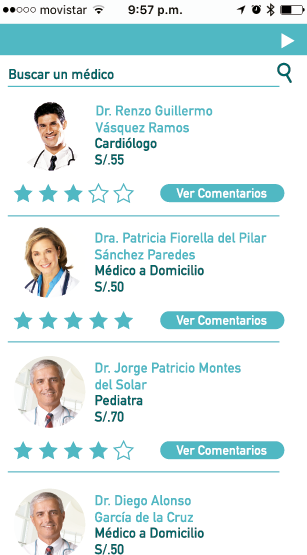 movistar 9:57 p.m.
Buscar un médico
Dr. Renzo Guillermo
Vásquez Ramos
Cardiólogo
S/.55
Ver Comentarios
Dra. Patricia Fiorella del Pilar
Sánchez Paredes
Médico a Domicilio
S/.50
Ver Comentarios
Dr. Jorge Patricio Montes
del Solar
Pediatra
S/.70
Ver Comentarios
Dr. Diego Alonso
García de la Cruz
Médico a Domicilio
S/.50